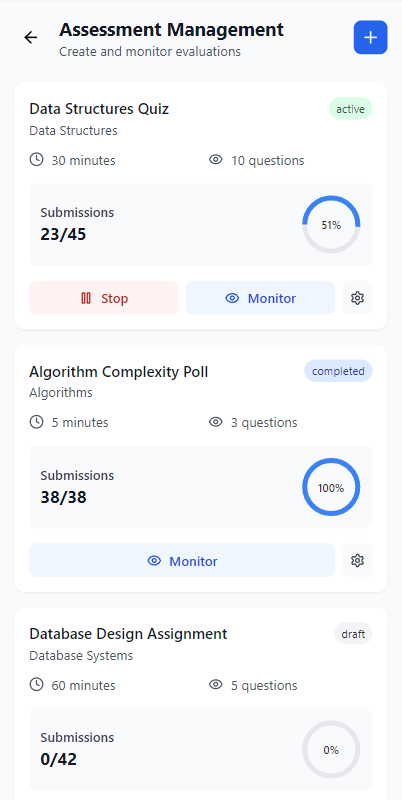 Assessment Management
Create and monitor evaluations
Data Structures Quiz
active
Data Structures
30 minutes
10 questions
Submissions
23/45
51%
Stop
Monitor
Algorithm Complexity Poll
completed
Algorithms
5 minutes
3 questions
Submissions
38/38
100%
Monitor
Database Design Assignment
draft
Database Systems
60 minutes
5 questions
Submissions
0/42
0%